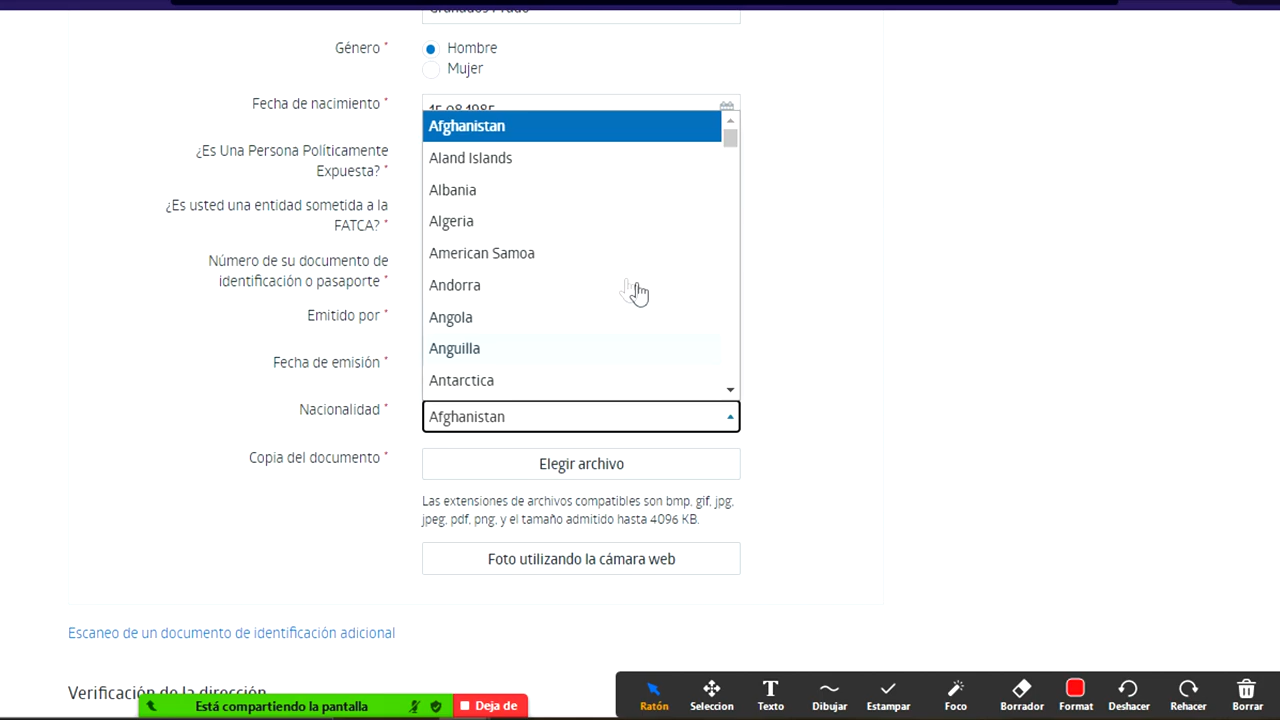 Granados Prado
Género *
Hombre
Mujer
Fecha de nacimiento *
15.08.1985
¿Es Una Persona Políticamente
Expuesta? *
¿Es usted una entidad sometida a la
FATCA? *
Número de su documento de
identificación o pasaporte *
Emitido por *
Fecha de emisión *
Afghanistan
Aland Islands
Albania
Algeria
American Samoa
Andorra
Angola
Anguilla
Antarctica
Nacionalidad *
Afghanistan
Copia del documento *
Elegir archivo
Las extensiones de archivos compatibles son bmp, gif, jpg,
jpeg, pdf, png, y el tamaño admitido hasta 4096 KB.
Foto utilizando la cámara web
Escaneo de un documento de identificación adicional
Verificación de la dirección
Está compartiendo la pantalla
Deja de
Ratón
Seleccion
Texto
Dibujar
Estampar
Foco
Borrador
Format
Deshacer
Rehacer
Borrar